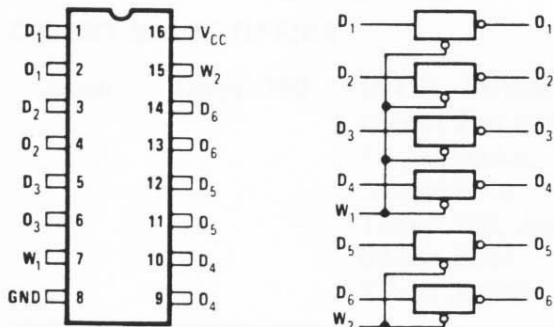 D₁ 1 16 V_CC
O₁ 2 15 W₂
D₂ 3 14 D₆
O₂ 4 13 O₆
D₃ 5 12 D₅
O₃ 6 11 O₅
W₁ 7 10 D₄
GND 8 9 O₄
D₁ O₁
D₂ O₂
D₃ O₃
D₄ O₄
W₁
D₅ O₅
D₆ O₆
W₂